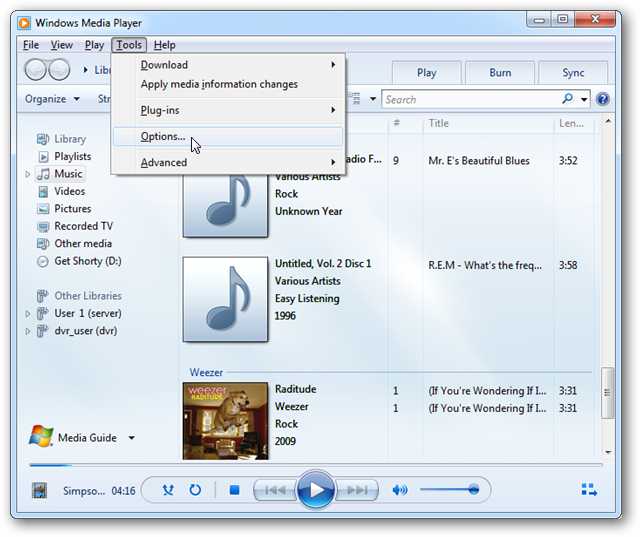 Windows Media Player
File View Play Tools Help
Download
Apply media information changes
Plug-ins
Options...
Advanced
Play Burn Sync
Organize
Search
# Title Len...
Library
Playlists
Music
Videos
Pictures
Recorded TV
Other media
Get Shorty (D:)
Other Libraries
User 1 (server)
dvr_user (dvr)
Media Guide
adio F... 9 Mr. E's Beautiful Blues 3:52
Various Artists
Rock
Unknown Year
Untitled, Vol. 2 Disc 1 R.E.M - What's the freq... 3:58
Various Artists
Easy Listening
1996
Weezer
weezer
RADITUDE
Raditude 1 (If You're Wondering If I... 3:31
Weezer 1 (If You're Wondering If I... 3:31
Rock
2009
Simpso... 04:16